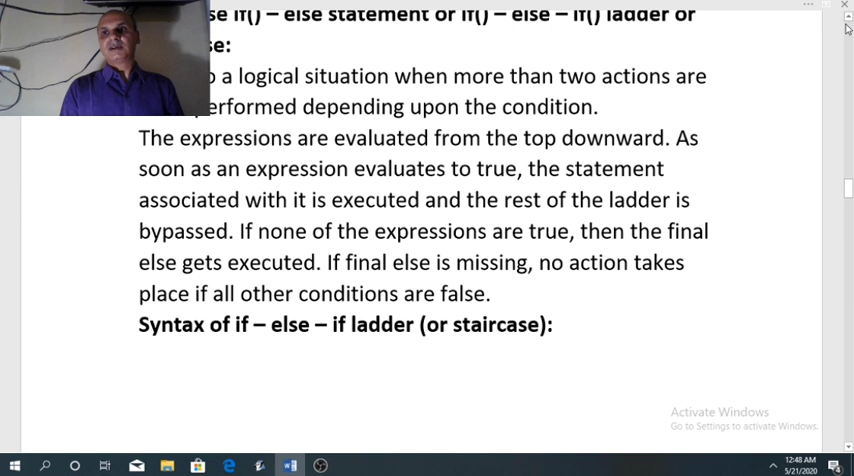 se if() – else statement or if() – else – if() ladder or
se:
o a logical situation when more than two actions are
performed depending upon the condition.
The expressions are evaluated from the top downward. As
soon as an expression evaluates to true, the statement
associated with it is executed and the rest of the ladder is
bypassed. If none of the expressions are true, then the final
else gets executed. If final else is missing, no action takes
place if all other conditions are false.
Syntax of if – else – if ladder (or staircase):
Activate Windows
Go to Settings to activate Windows.
12:48 AM
5/21/2020
4